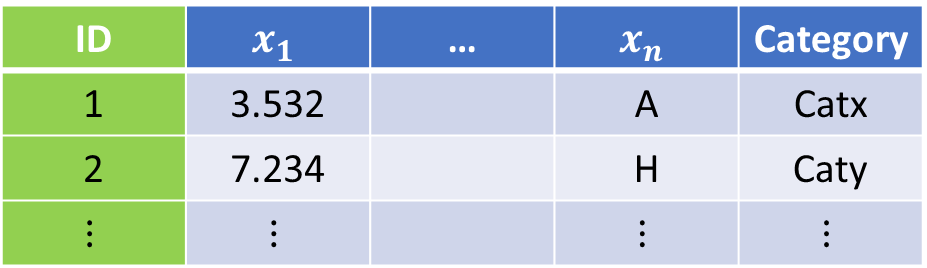 ID x₁ ... xₙ Category
1 3.532 A Catx
2 7.234 H Caty
⋮ ⋮ ⋮ ⋮